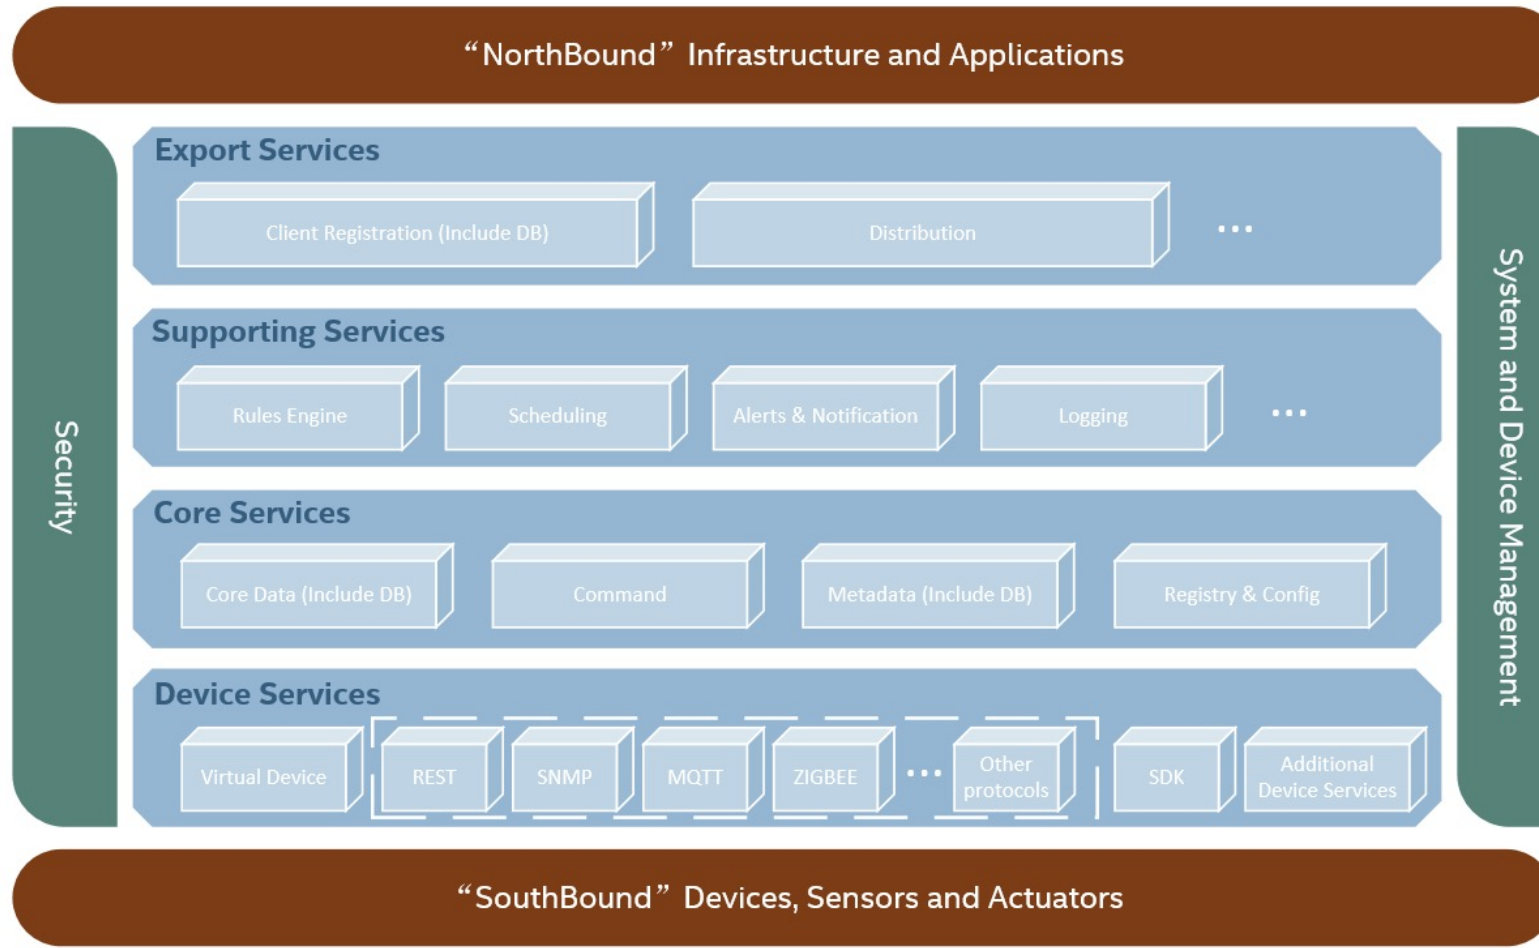 “NorthBound” Infrastructure and Applications
Export Services
Client Registration (Include DB)
Distribution
...
Supporting Services
Rules Engine
Scheduling
Alerts & Notification
Logging
...
Core Services
Core Data (Include DB)
Command
Metadata (Include DB)
Registry & Config
Device Services
Virtual Device
REST
SNMP
MQTT
ZIGBEE
...
Other
protocols
SDK
Additional
Device Services
Security
System and Device Management
“SouthBound” Devices, Sensors and Actuators